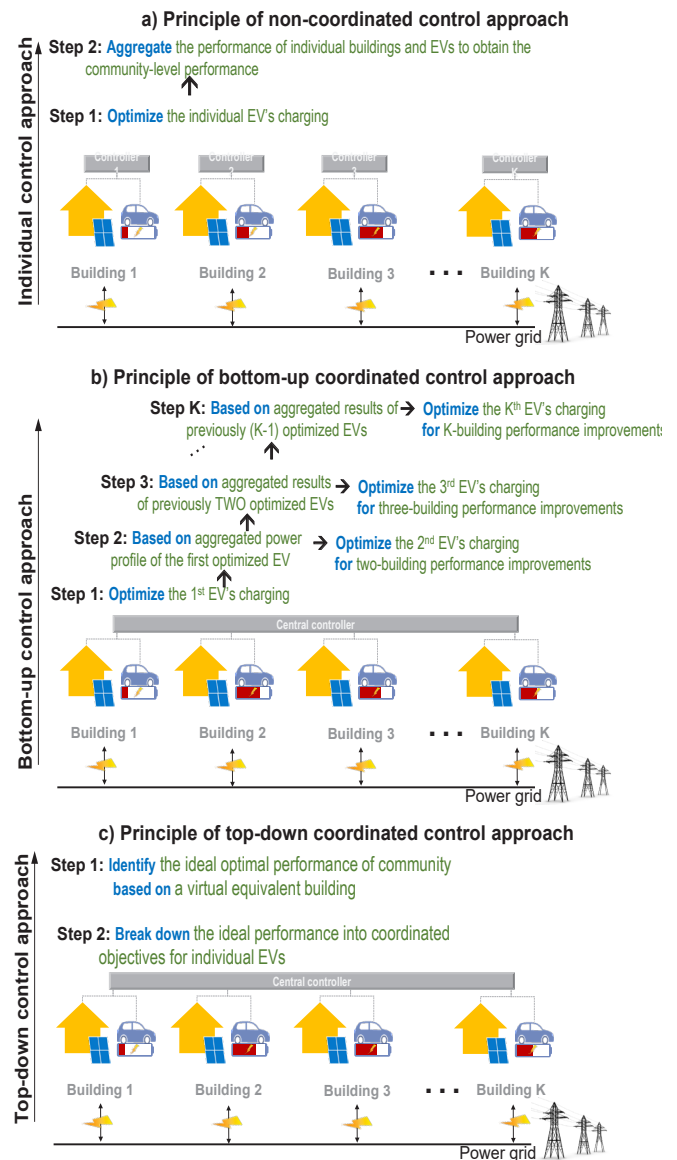 a) Principle of non-coordinated control approach
Individual control approach
Step 2: Aggregate the performance of individual buildings and EVs to obtain the
community-level performance
Step 1: Optimize the individual EV's charging
Controller
1
Controller
2
Controller
3
Controller
K
Building 1
Building 2
Building 3
...
Building K
Power grid
b) Principle of bottom-up coordinated control approach
Bottom-up control approach
Step K: Based on aggregated results of
previously (K-1) optimized EVs
Optimize the Kth EV's charging
for K-building performance improvements
...
Step 3: Based on aggregated results
of previously TWO optimized EVs
Optimize the 3rd EV's charging
for three-building performance improvements
Step 2: Based on aggregated power
profile of the first optimized EV
Optimize the 2nd EV's charging
for two-building performance improvements
Step 1: Optimize the 1st EV's charging
Central controller
Building 1
Building 2
Building 3
...
Building K
Power grid
c) Principle of top-down coordinated control approach
Top-down control approach
Step 1: Identify the ideal optimal performance of community
based on a virtual equivalent building
Step 2: Break down the ideal performance into coordinated
objectives for individual EVs
Central controller
Building 1
Building 2
Building 3
...
Building K
Power grid